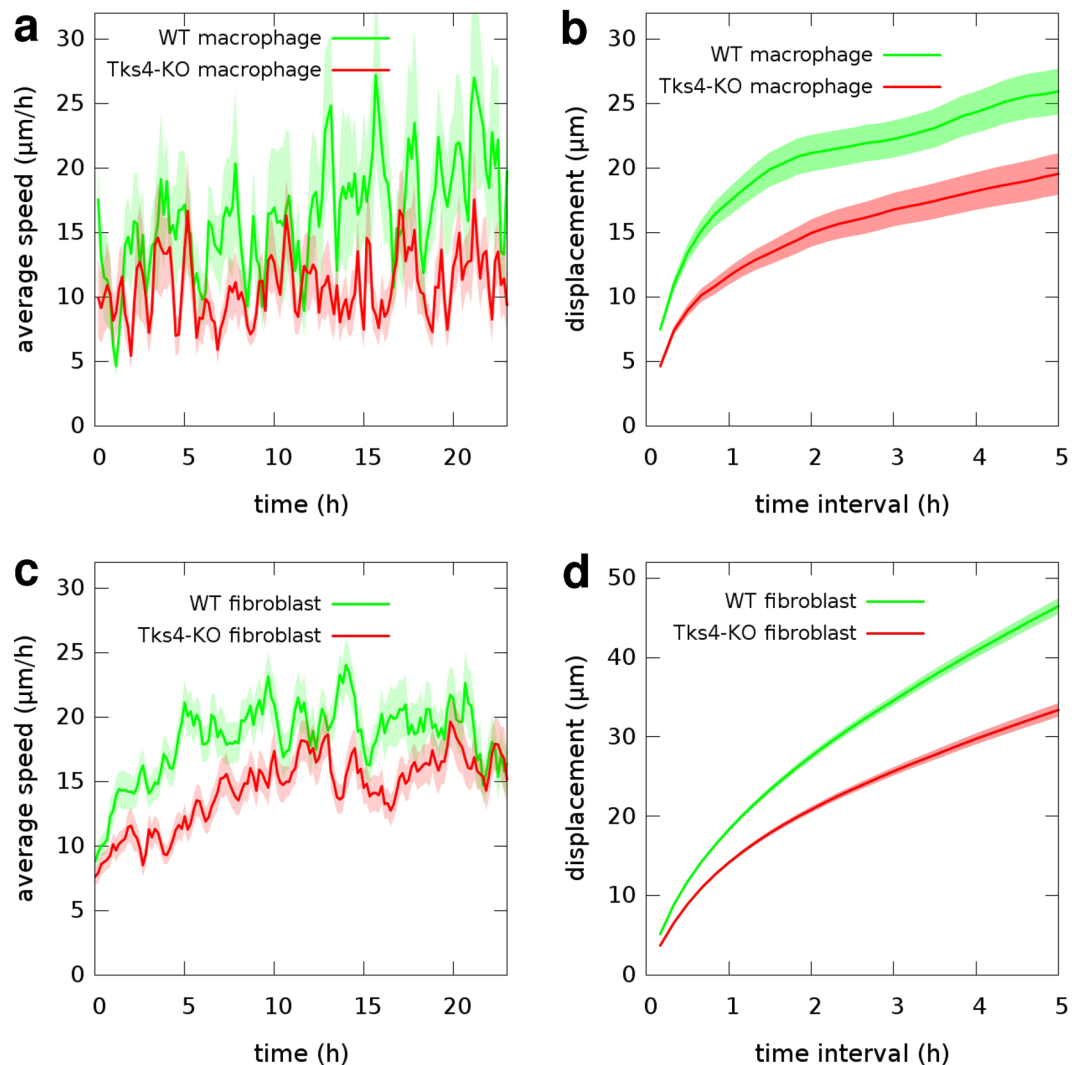 a
WT macrophage
Tks4-KO macrophage
average speed (μm/h)
30
25
20
15
10
5
0
0 5 10 15 20
time (h)
b
WT macrophage
Tks4-KO macrophage
displacement (μm)
30
25
20
15
10
5
0
0 1 2 3 4 5
time interval (h)
c
WT fibroblast
Tks4-KO fibroblast
average speed (μm/h)
30
25
20
15
10
5
0
0 5 10 15 20
time (h)
d
WT fibroblast
Tks4-KO fibroblast
displacement (μm)
50
40
30
20
10
0
0 1 2 3 4 5
time interval (h)